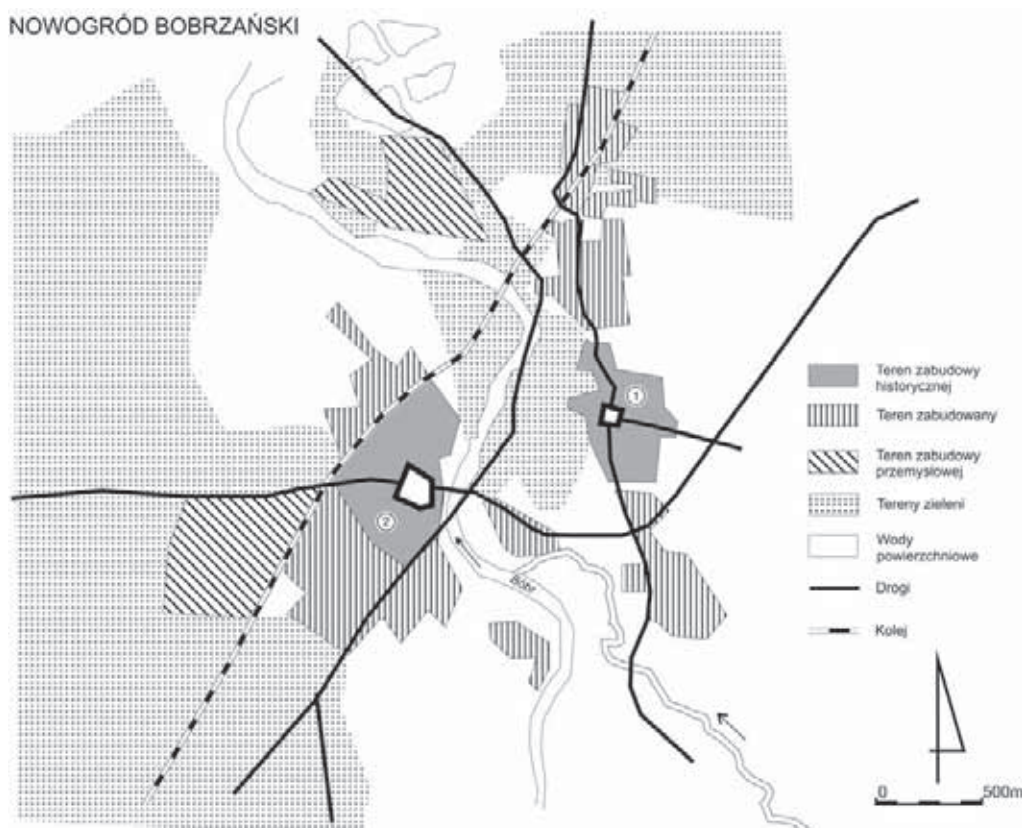 NOWOGRÓD BOBRZAŃSKI
1
Teren zabudowy
historycznej
Teren zabudowany
Teren zabudowy
przemysłowej
Tereny zieleni
2
Wody
powierzchniowe
Bóbr
Drogi
Kolej
0 500m